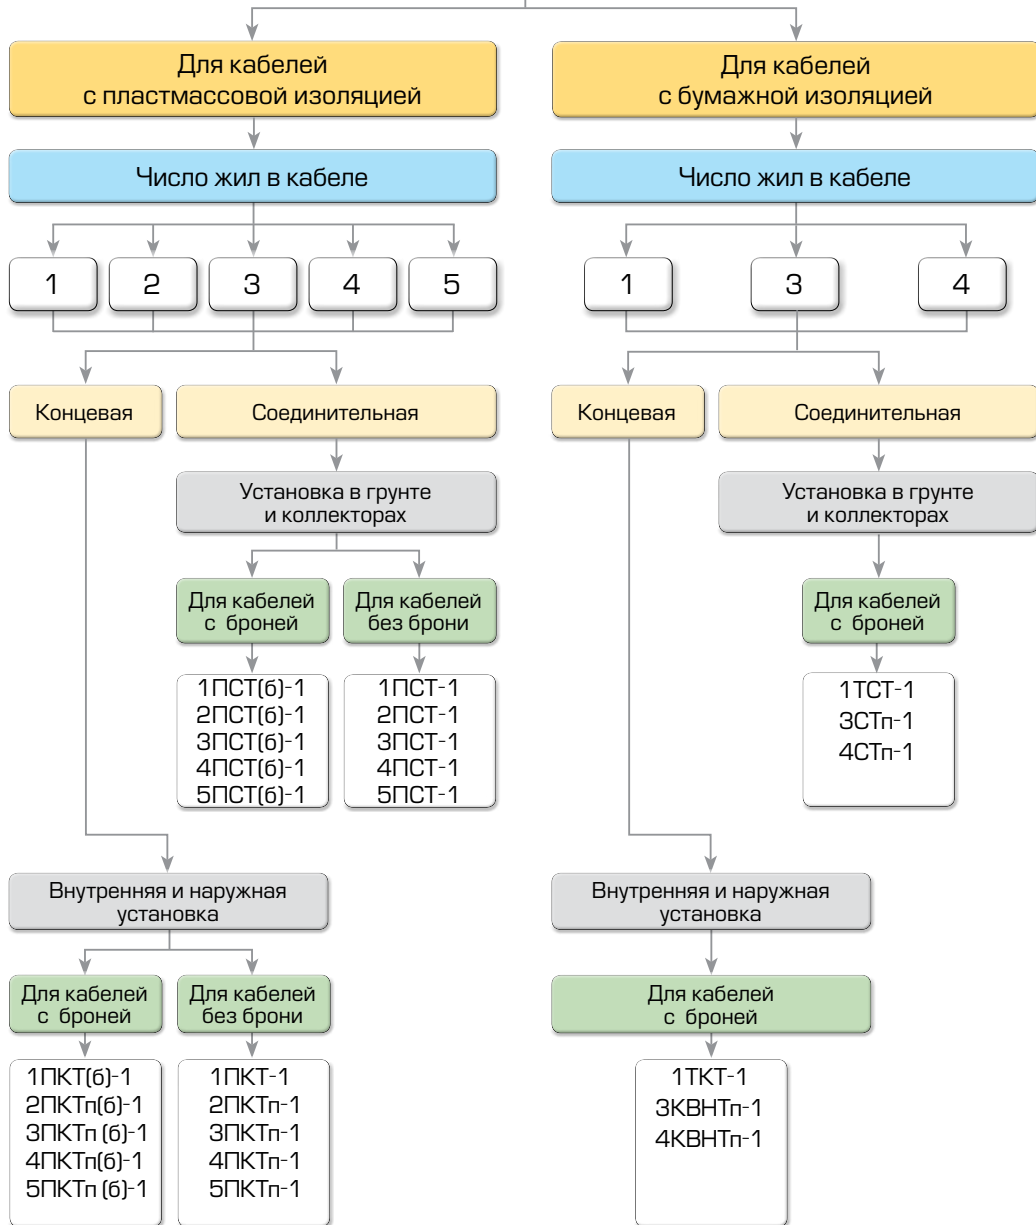 Для кабелей
с пластмассовой изоляцией
Число жил в кабеле
1
2
3
4
5
Концевая
Соединительная
Установка в грунте
и коллекторах
Для кабелей
с броней
Для кабелей
без брони
1ПСТ(б)-1
2ПСТ(б)-1
3ПСТ(б)-1
4ПСТ(б)-1
5ПСТ(б)-1
1ПСТ-1
2ПСТ-1
3ПСТ-1
4ПСТ-1
5ПСТ-1
Внутренняя и наружная
установка
Для кабелей
с броней
Для кабелей
без брони
1ПКТ(б)-1
2ПКТп(б)-1
3ПКТп (б)-1
4ПКТп(б)-1
5ПКТп (б)-1
1ПКТ-1
2ПКТп-1
3ПКТп-1
4ПКТп-1
5ПКТп-1
Для кабелей
с бумажной изоляцией
Число жил в кабеле
1
3
4
Концевая
Соединительная
Установка в грунте
и коллекторах
Для кабелей
с броней
1ТСТ-1
3СТп-1
4СТп-1
Внутренняя и наружная
установка
Для кабелей
с броней
1ТКТ-1
3КВНТп-1
4КВНТп-1